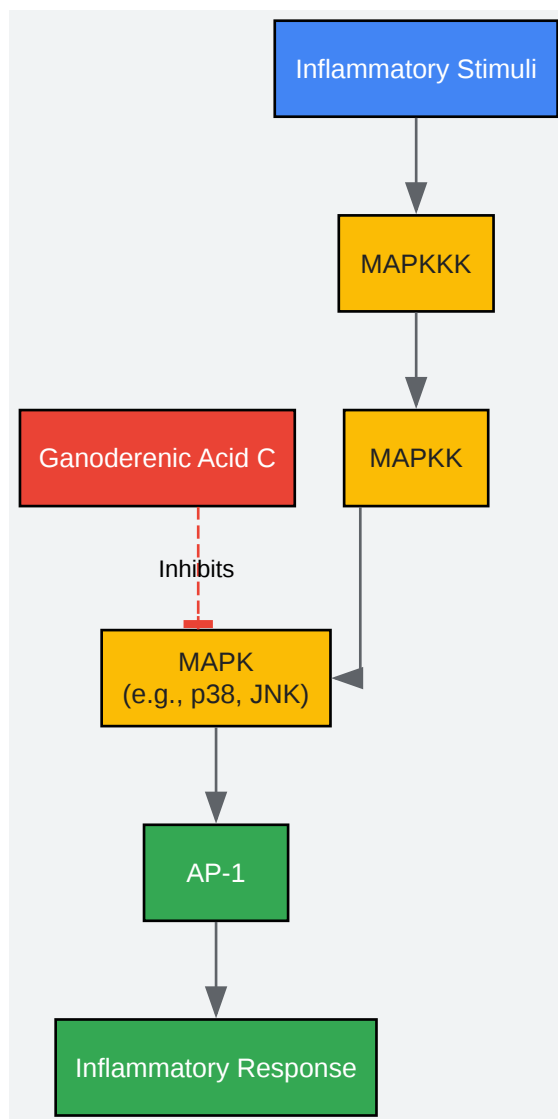 Inflammatory Stimuli
MAPKKK
Ganoderenic Acid C
MAPKK
Inhibits
MAPK
(e.g., p38, JNK)
AP-1
Inflammatory Response